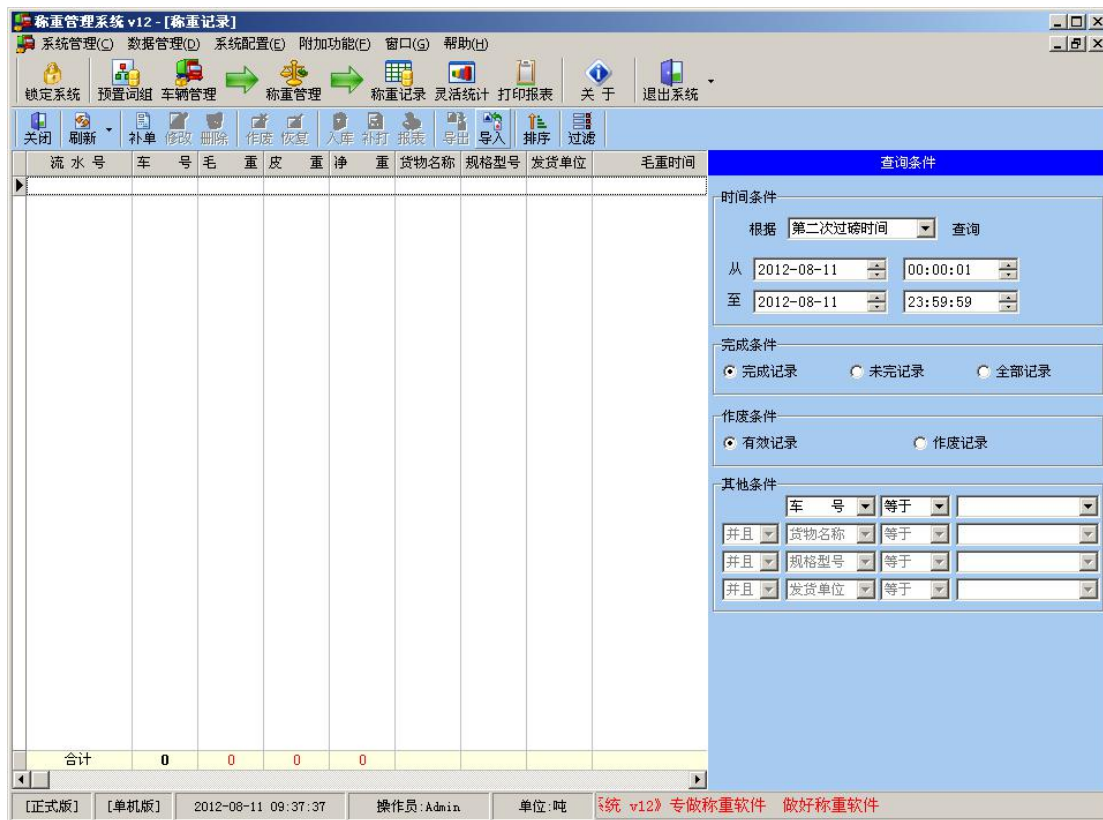 称重管理系统 v12 - [称重记录]
系统管理(C) 数据管理(D) 系统配置(E) 附加功能(F) 窗口(G) 帮助(H)
锁定系统 预置词组 车辆管理 称重管理 称重记录 灵活统计 打印报表 关于 退出系统
关闭 刷新 补单 修改 删除 作废 恢复 入库 补打 报表 导出 导入 排序 过滤
流水号 车号 毛重 皮重 净重 货物名称 规格型号 发货单位 毛重时间
查询条件
时间条件
根据 第二次过磅时间 查询
从 2012-08-11 00:00:01
至 2012-08-11 23:59:59
完成条件
完成记录 未完记录 全部记录
作废条件
有效记录 作废记录
其他条件
车号 等于
并且 货物名称 等于
并且 规格型号 等于
并且 发货单位 等于
合计 0 0 0 0
[正式版] [单机版] 2012-08-11 09:37:37 操作员:Admin 单位:吨 统 v12》专做称重软件 做好称重软件